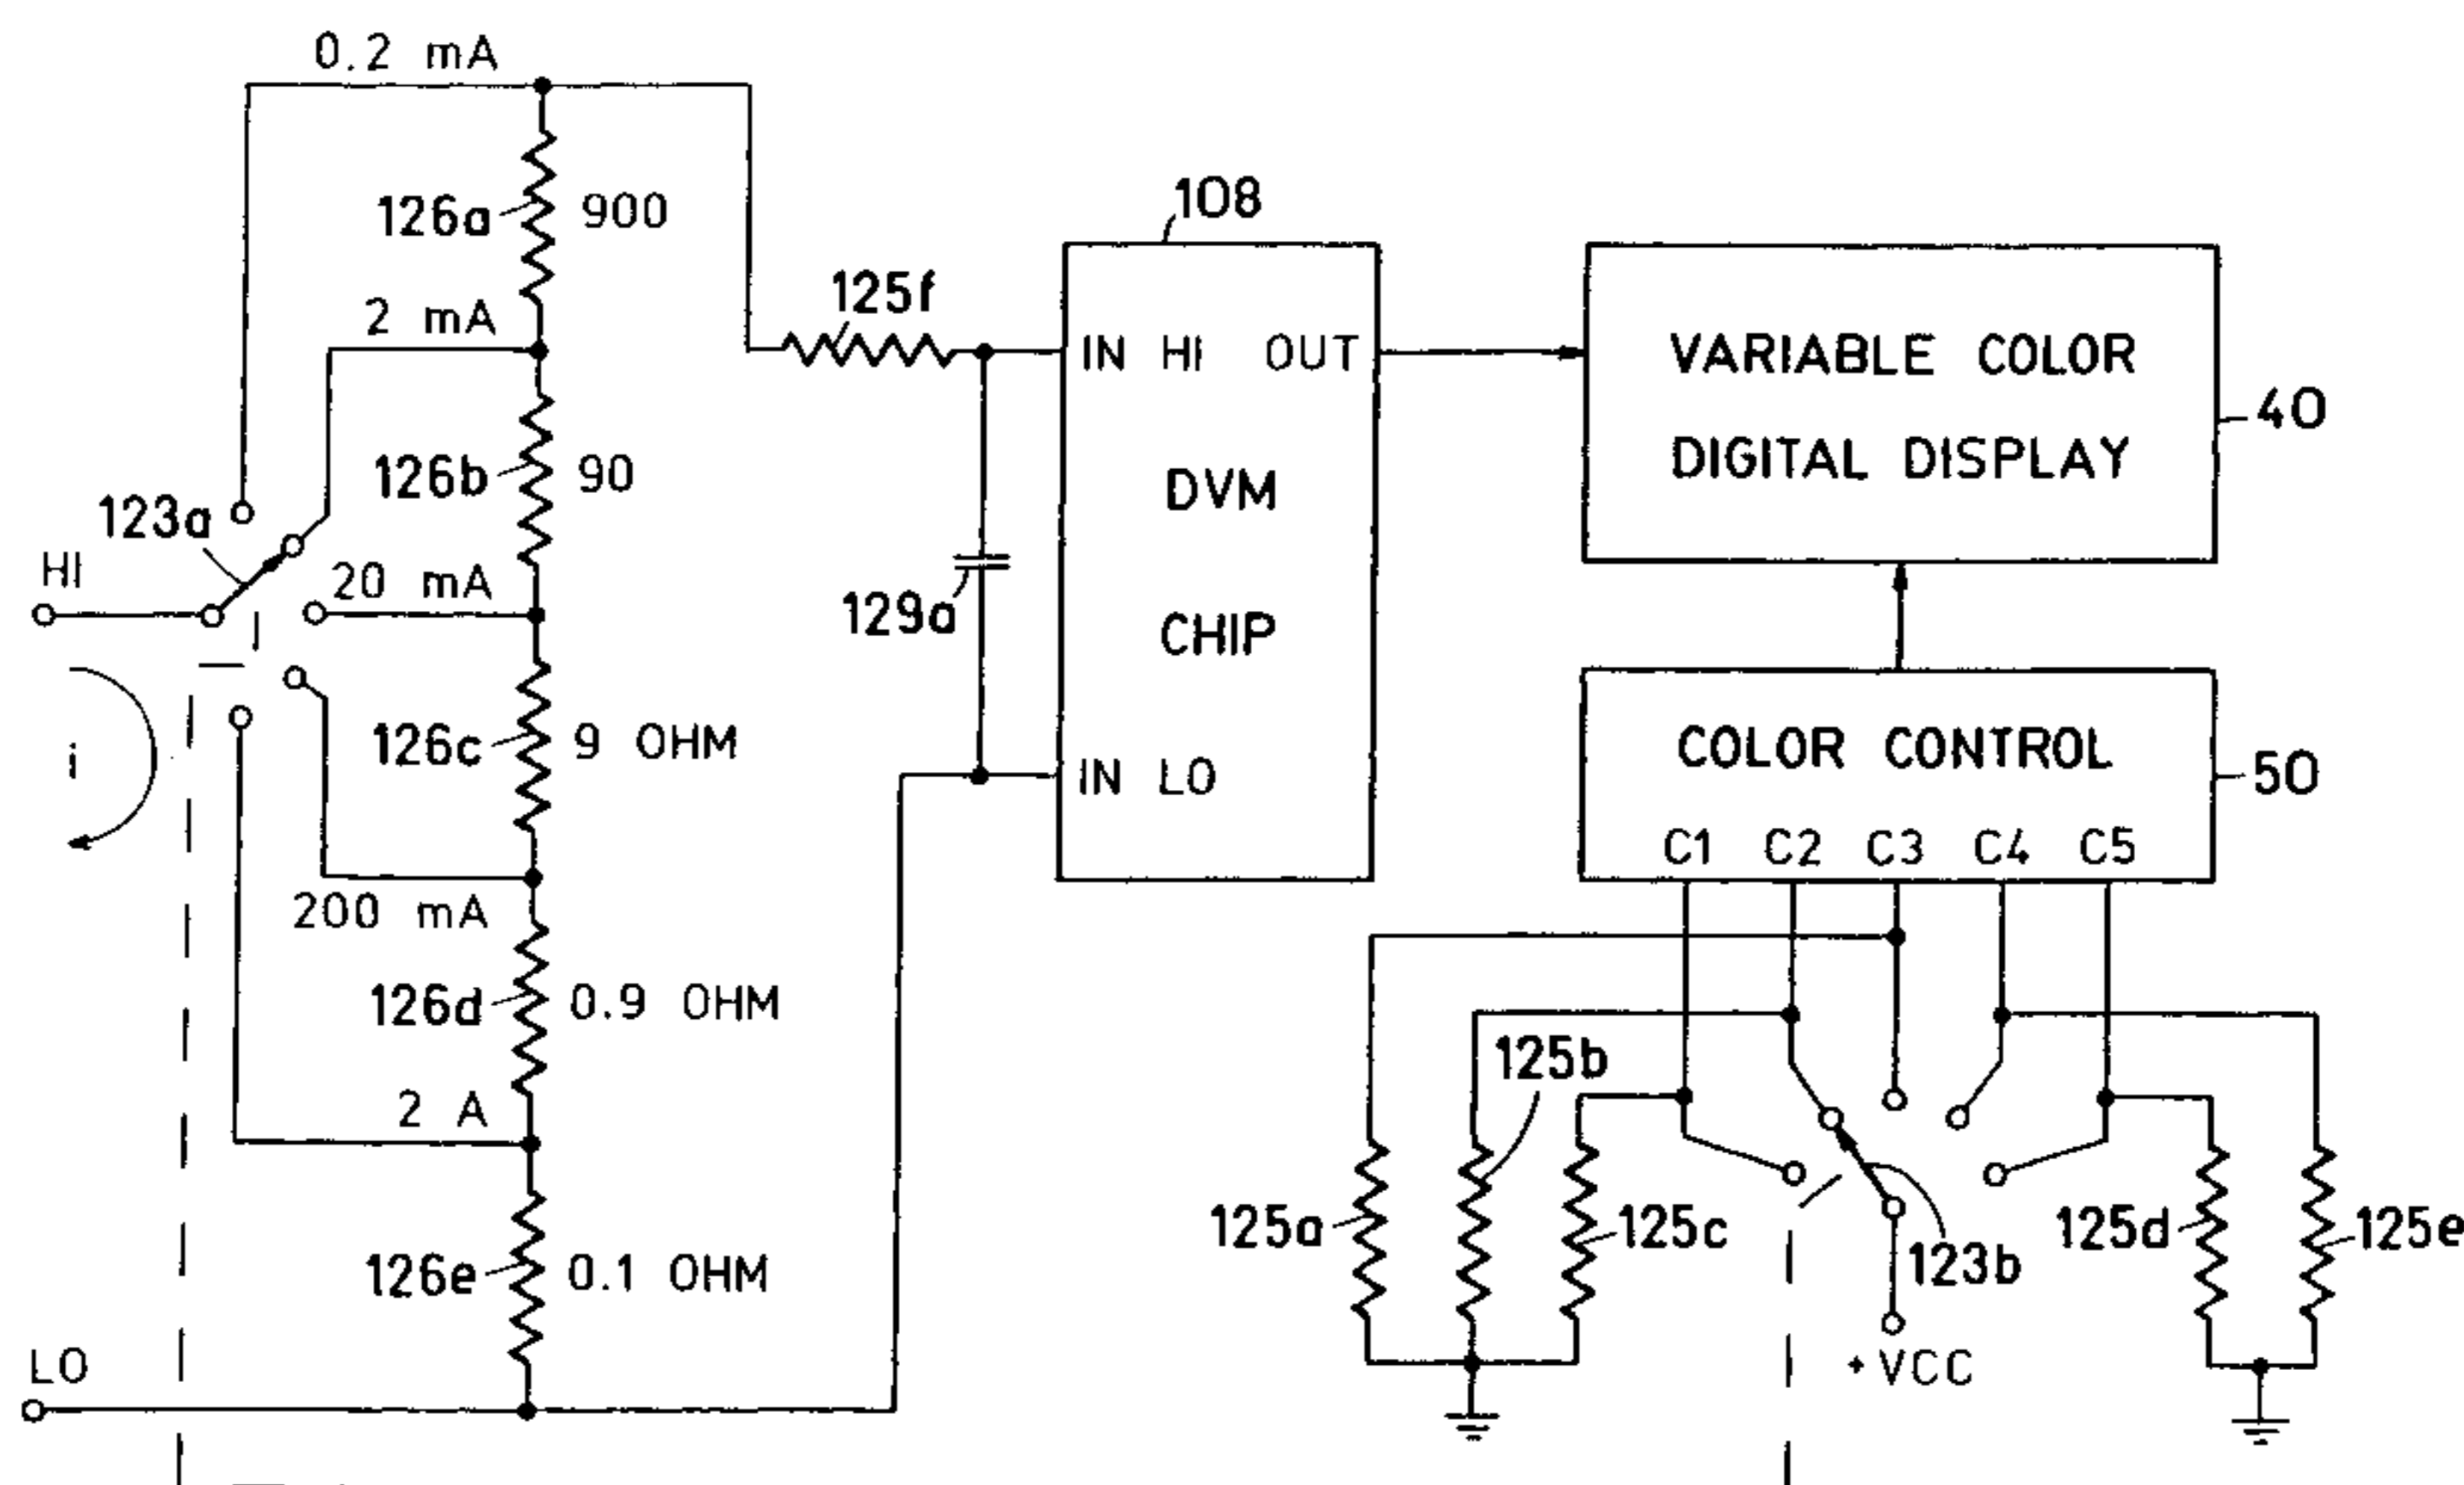 0.2 mA
126a
900
2 mA
126b
90
123a
HI
20 mA
i
126c
9 OHM
200 mA
126d
0.9 OHM
2 A
126e
0.1 OHM
LO
125f
129a
108
IN HI OUT
DVM
CHIP
IN LO
VARIABLE COLOR
DIGITAL DISPLAY
40
COLOR CONTROL
50
C1 C2 C3 C4 C5
125b
125a
125c
123b
125d
125e
+VCC